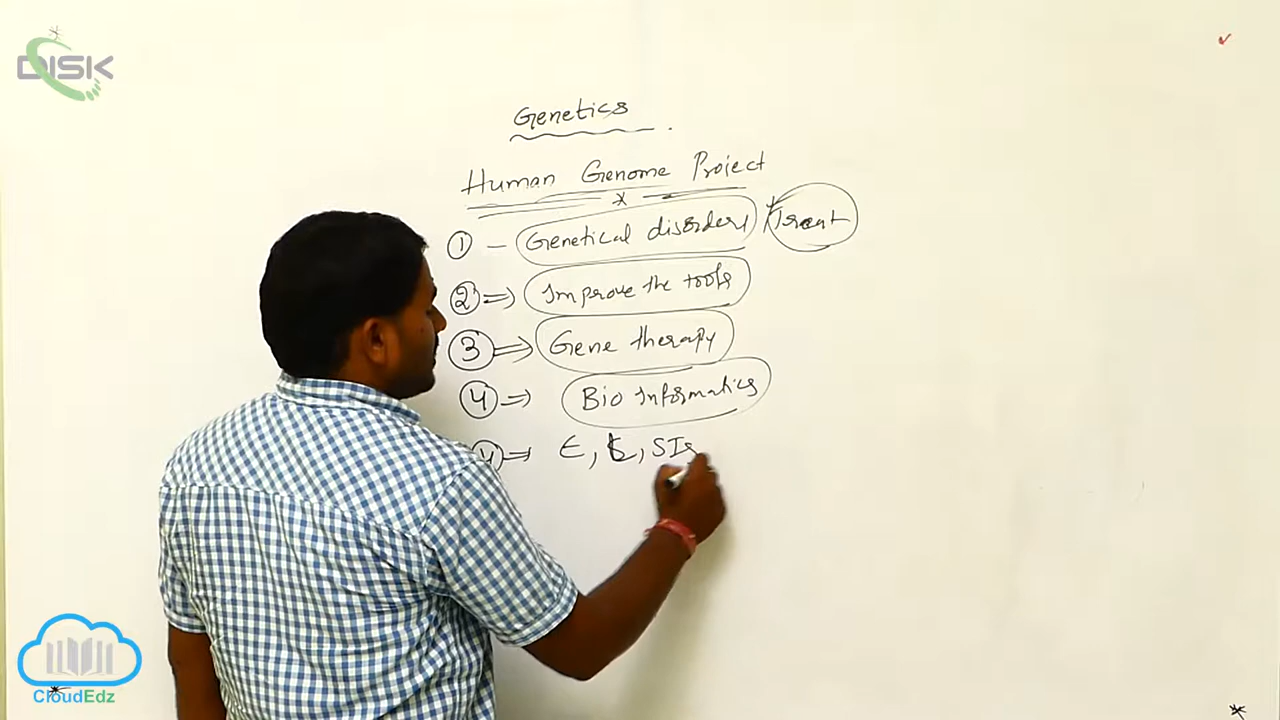 DISK
Genetics
Human Genome Project
① - Genetical disorders Treat
② ⇒ Improve the tools
③ ⇒ Gene therapy
④ ⇒ Bio Informatics
④ ⇒ E, L, SIs
CloudEdz